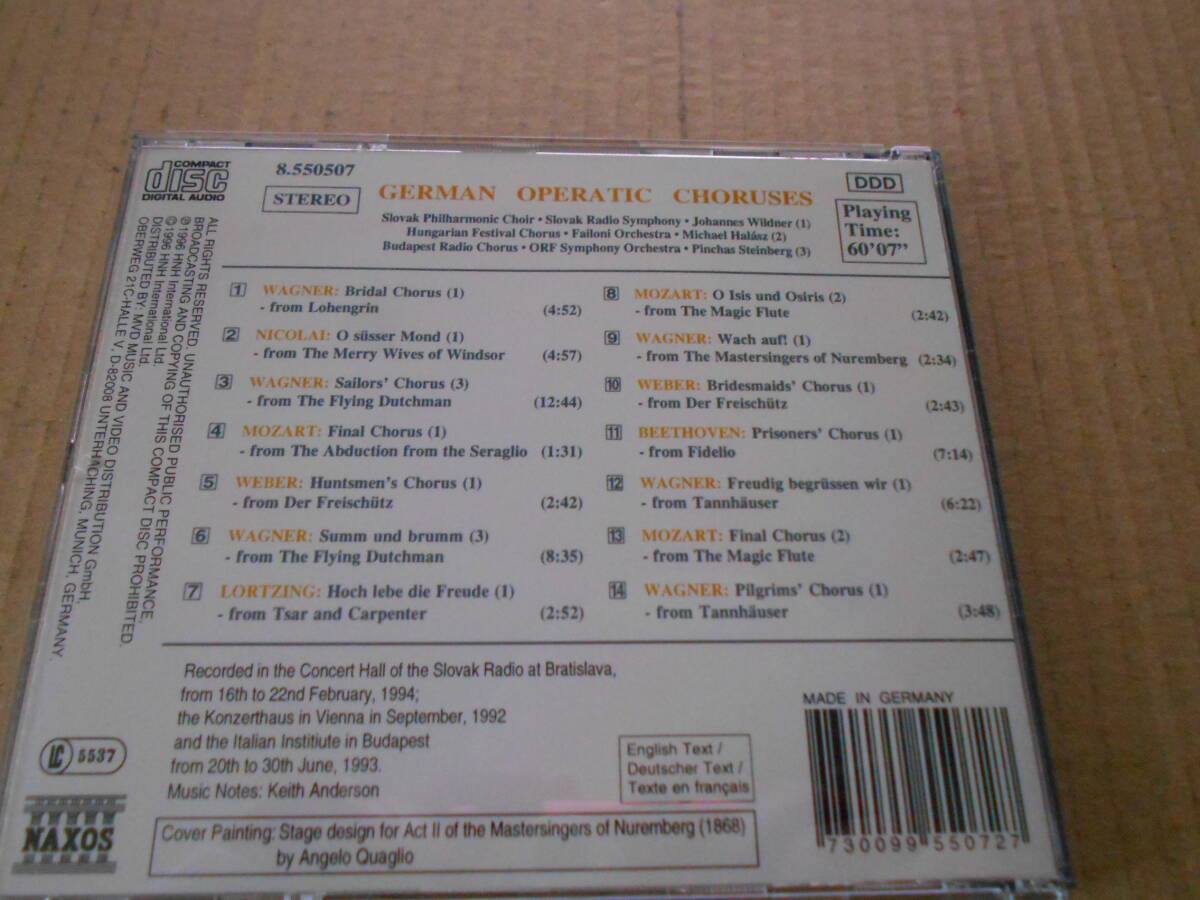 COMPACT
disc
DIGITAL AUDIO
8.550507
STEREO
GERMAN OPERATIC CHORUSES
DDD
Playing
Time:
60'07"
Slovak Philharmonic Choir • Slovak Radio Symphony • Johannes Wildner (1)
Hungarian Festival Chorus • Failoni Orchestra • Michael Halász (2)
Budapest Radio Chorus • ORF Symphony Orchestra • Pinchas Steinberg (3)
1 WAGNER: Bridal Chorus (1)
- from Lohengrin (4:52)
2 NICOLAI: O süsser Mond (1)
- from The Merry Wives of Windsor (4:57)
3 WAGNER: Sailors' Chorus (3)
- from The Flying Dutchman (12:44)
4 MOZART: Final Chorus (1)
- from The Abduction from the Seraglio (1:31)
5 WEBER: Huntsmen's Chorus (1)
- from Der Freischütz (2:42)
6 WAGNER: Summ und brumm (3)
- from The Flying Dutchman (8:35)
7 LORTZING: Hoch lebe die Freude (1)
- from Tsar and Carpenter (2:52)
8 MOZART: O Isis und Osiris (2)
- from The Magic Flute (2:42)
9 WAGNER: Wach auf! (1)
- from The Mastersingers of Nuremberg (2:34)
10 WEBER: Bridesmaids' Chorus (1)
- from Der Freischütz (2:43)
11 BEETHOVEN: Prisoners' Chorus (1)
- from Fidelio (7:14)
12 WAGNER: Freudig begrüssen wir (1)
- from Tannhäuser (6:22)
13 MOZART: Final Chorus (2)
- from The Magic Flute (2:47)
14 WAGNER: Pilgrims' Chorus (1)
- from Tannhäuser (3:48)
Recorded in the Concert Hall of the Slovak Radio at Bratislava,
from 16th to 22nd February, 1994;
the Konzerthaus in Vienna in September, 1992
and the Italian Institiute in Budapest
from 20th to 30th June, 1993.
Music Notes: Keith Anderson
English Text /
Deutscher Text /
Texte en français
MADE IN GERMANY
7 30099 55072 7
Cover Painting: Stage design for Act II of the Mastersingers of Nuremberg (1868)
by Angelo Quaglio
LC 5537
NAXOS
ALL RIGHTS RESERVED. UNAUTHORISED PUBLIC PERFORMANCE,
BROADCASTING AND COPYING OF THIS COMPACT DISC PROHIBITED.
℗ 1996 HNH International Ltd.
© 1996 HNH International Ltd.
DISTRIBUTED BY: MVD MUSIC AND VIDEO DISTRIBUTION GmbH,
OBERWEG 21C-HALLE V, D-82008 UNTERHACHING, MUNICH, GERMANY.